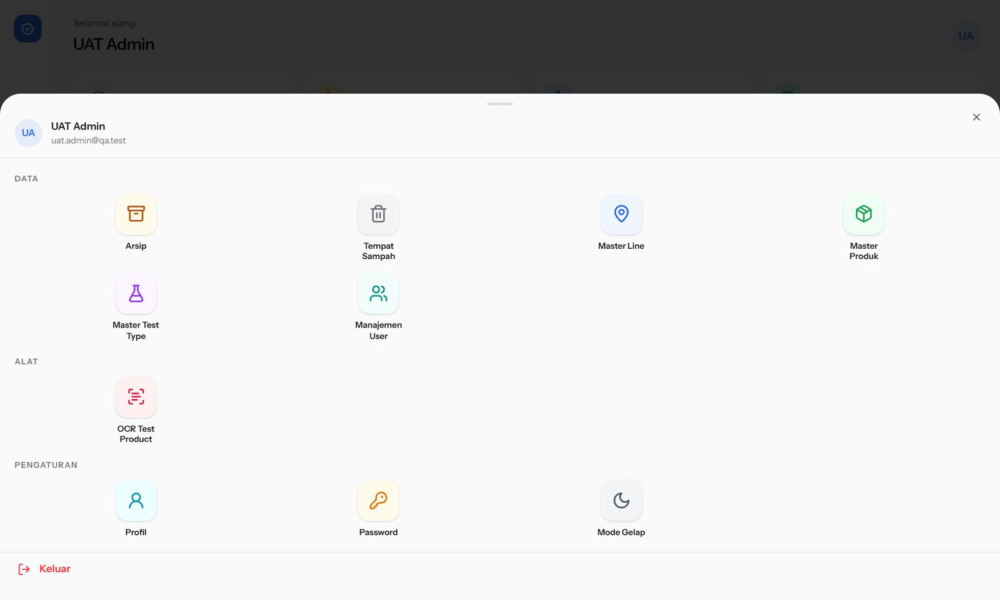 Selamat siang
UAT Admin
UA
UA
UAT Admin
uat.admin@qa.test
DATA
Arsip
Tempat
Sampah
Master Line
Master
Produk
Master Test
Type
Manajemen
User
ALAT
OCR Test
Product
PENGATURAN
Profil
Password
Mode Gelap
Keluar